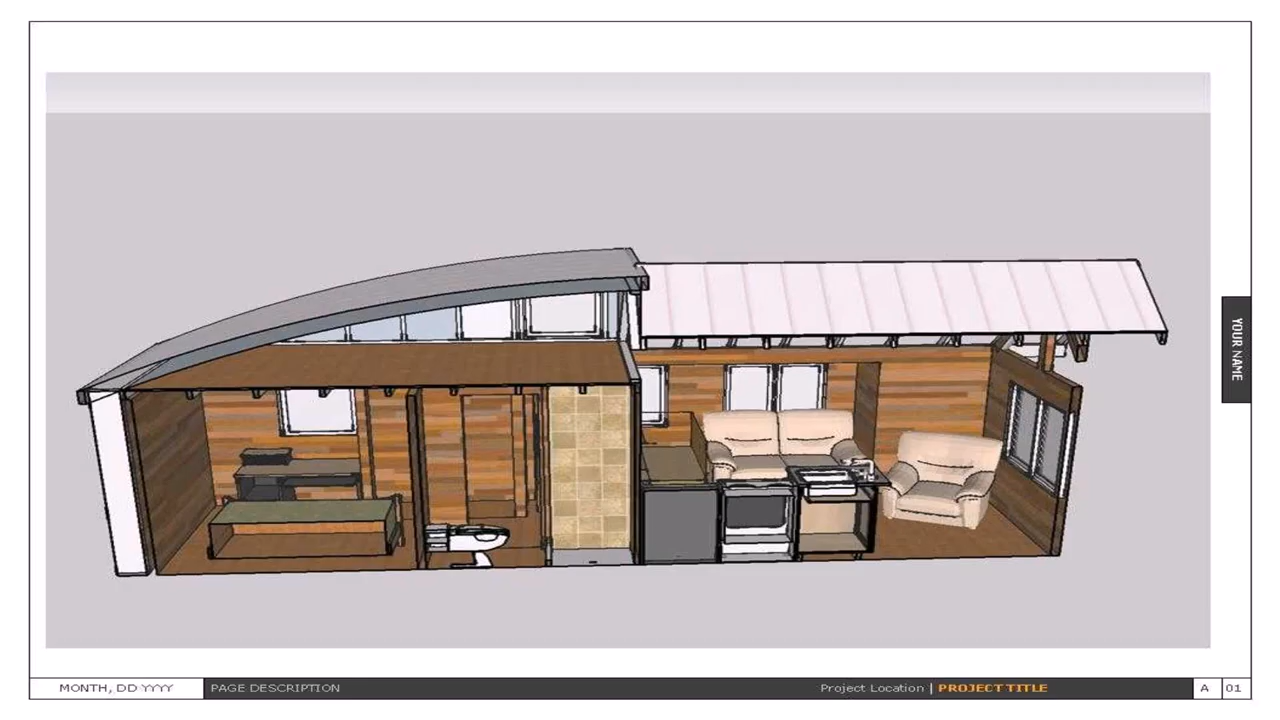 YOUR NAME
MONTH, DD-YYYY
PAGE DESCRIPTION
Project Location | PROJECT TITLE
A 01